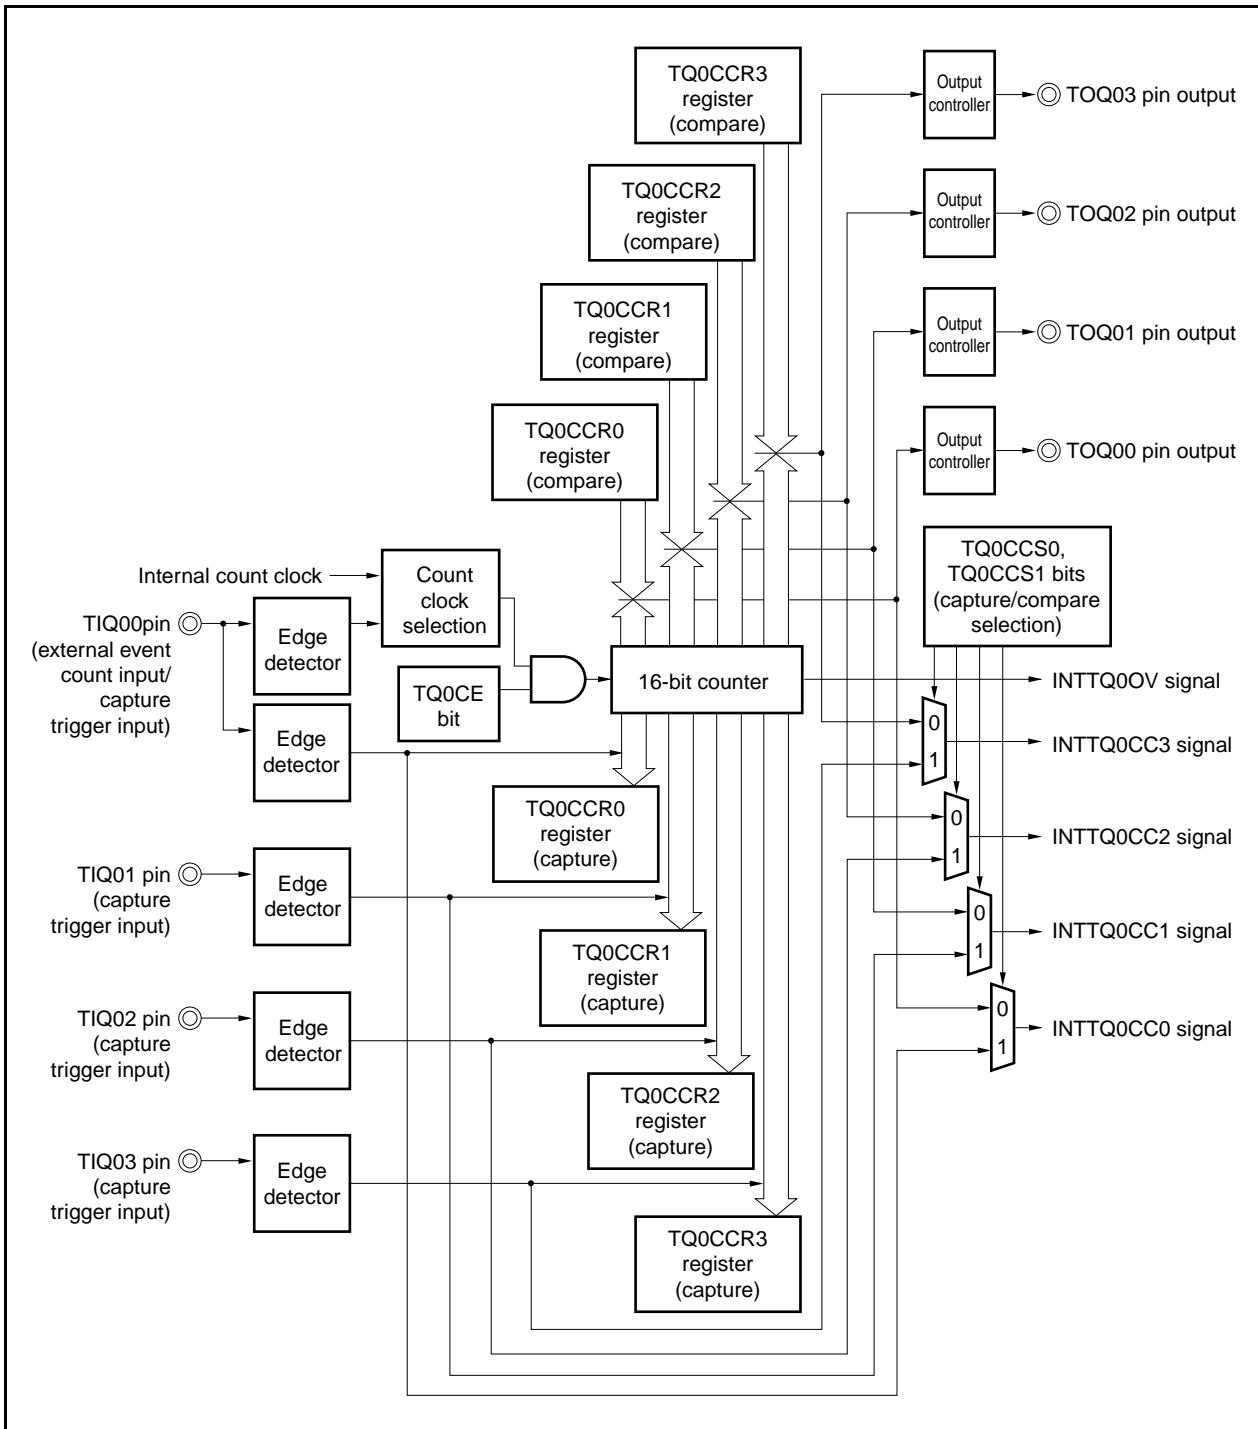 TQ0CCR3
register
(compare)
Output
controller
TOQ03 pin output
TQ0CCR2
register
(compare)
Output
controller
TOQ02 pin output
TQ0CCR1
register
(compare)
Output
controller
TOQ01 pin output
TQ0CCR0
register
(compare)
Output
controller
TOQ00 pin output
TQ0CCS0,
TQ0CCS1 bits
(capture/compare
selection)
Internal count clock
Count
clock
selection
TIQ00pin
(external event
count input/
capture
trigger input)
Edge
detector
TQ0CE
bit
16-bit counter
INTTQ0OV signal
Edge
detector
0
1
INTTQ0CC3 signal
TQ0CCR0
register
(capture)
0
1
INTTQ0CC2 signal
TIQ01 pin
(capture
trigger input)
Edge
detector
0
1
INTTQ0CC1 signal
TQ0CCR1
register
(capture)
TIQ02 pin
(capture
trigger input)
Edge
detector
0
1
INTTQ0CC0 signal
TQ0CCR2
register
(capture)
TIQ03 pin
(capture
trigger input)
Edge
detector
TQ0CCR3
register
(capture)